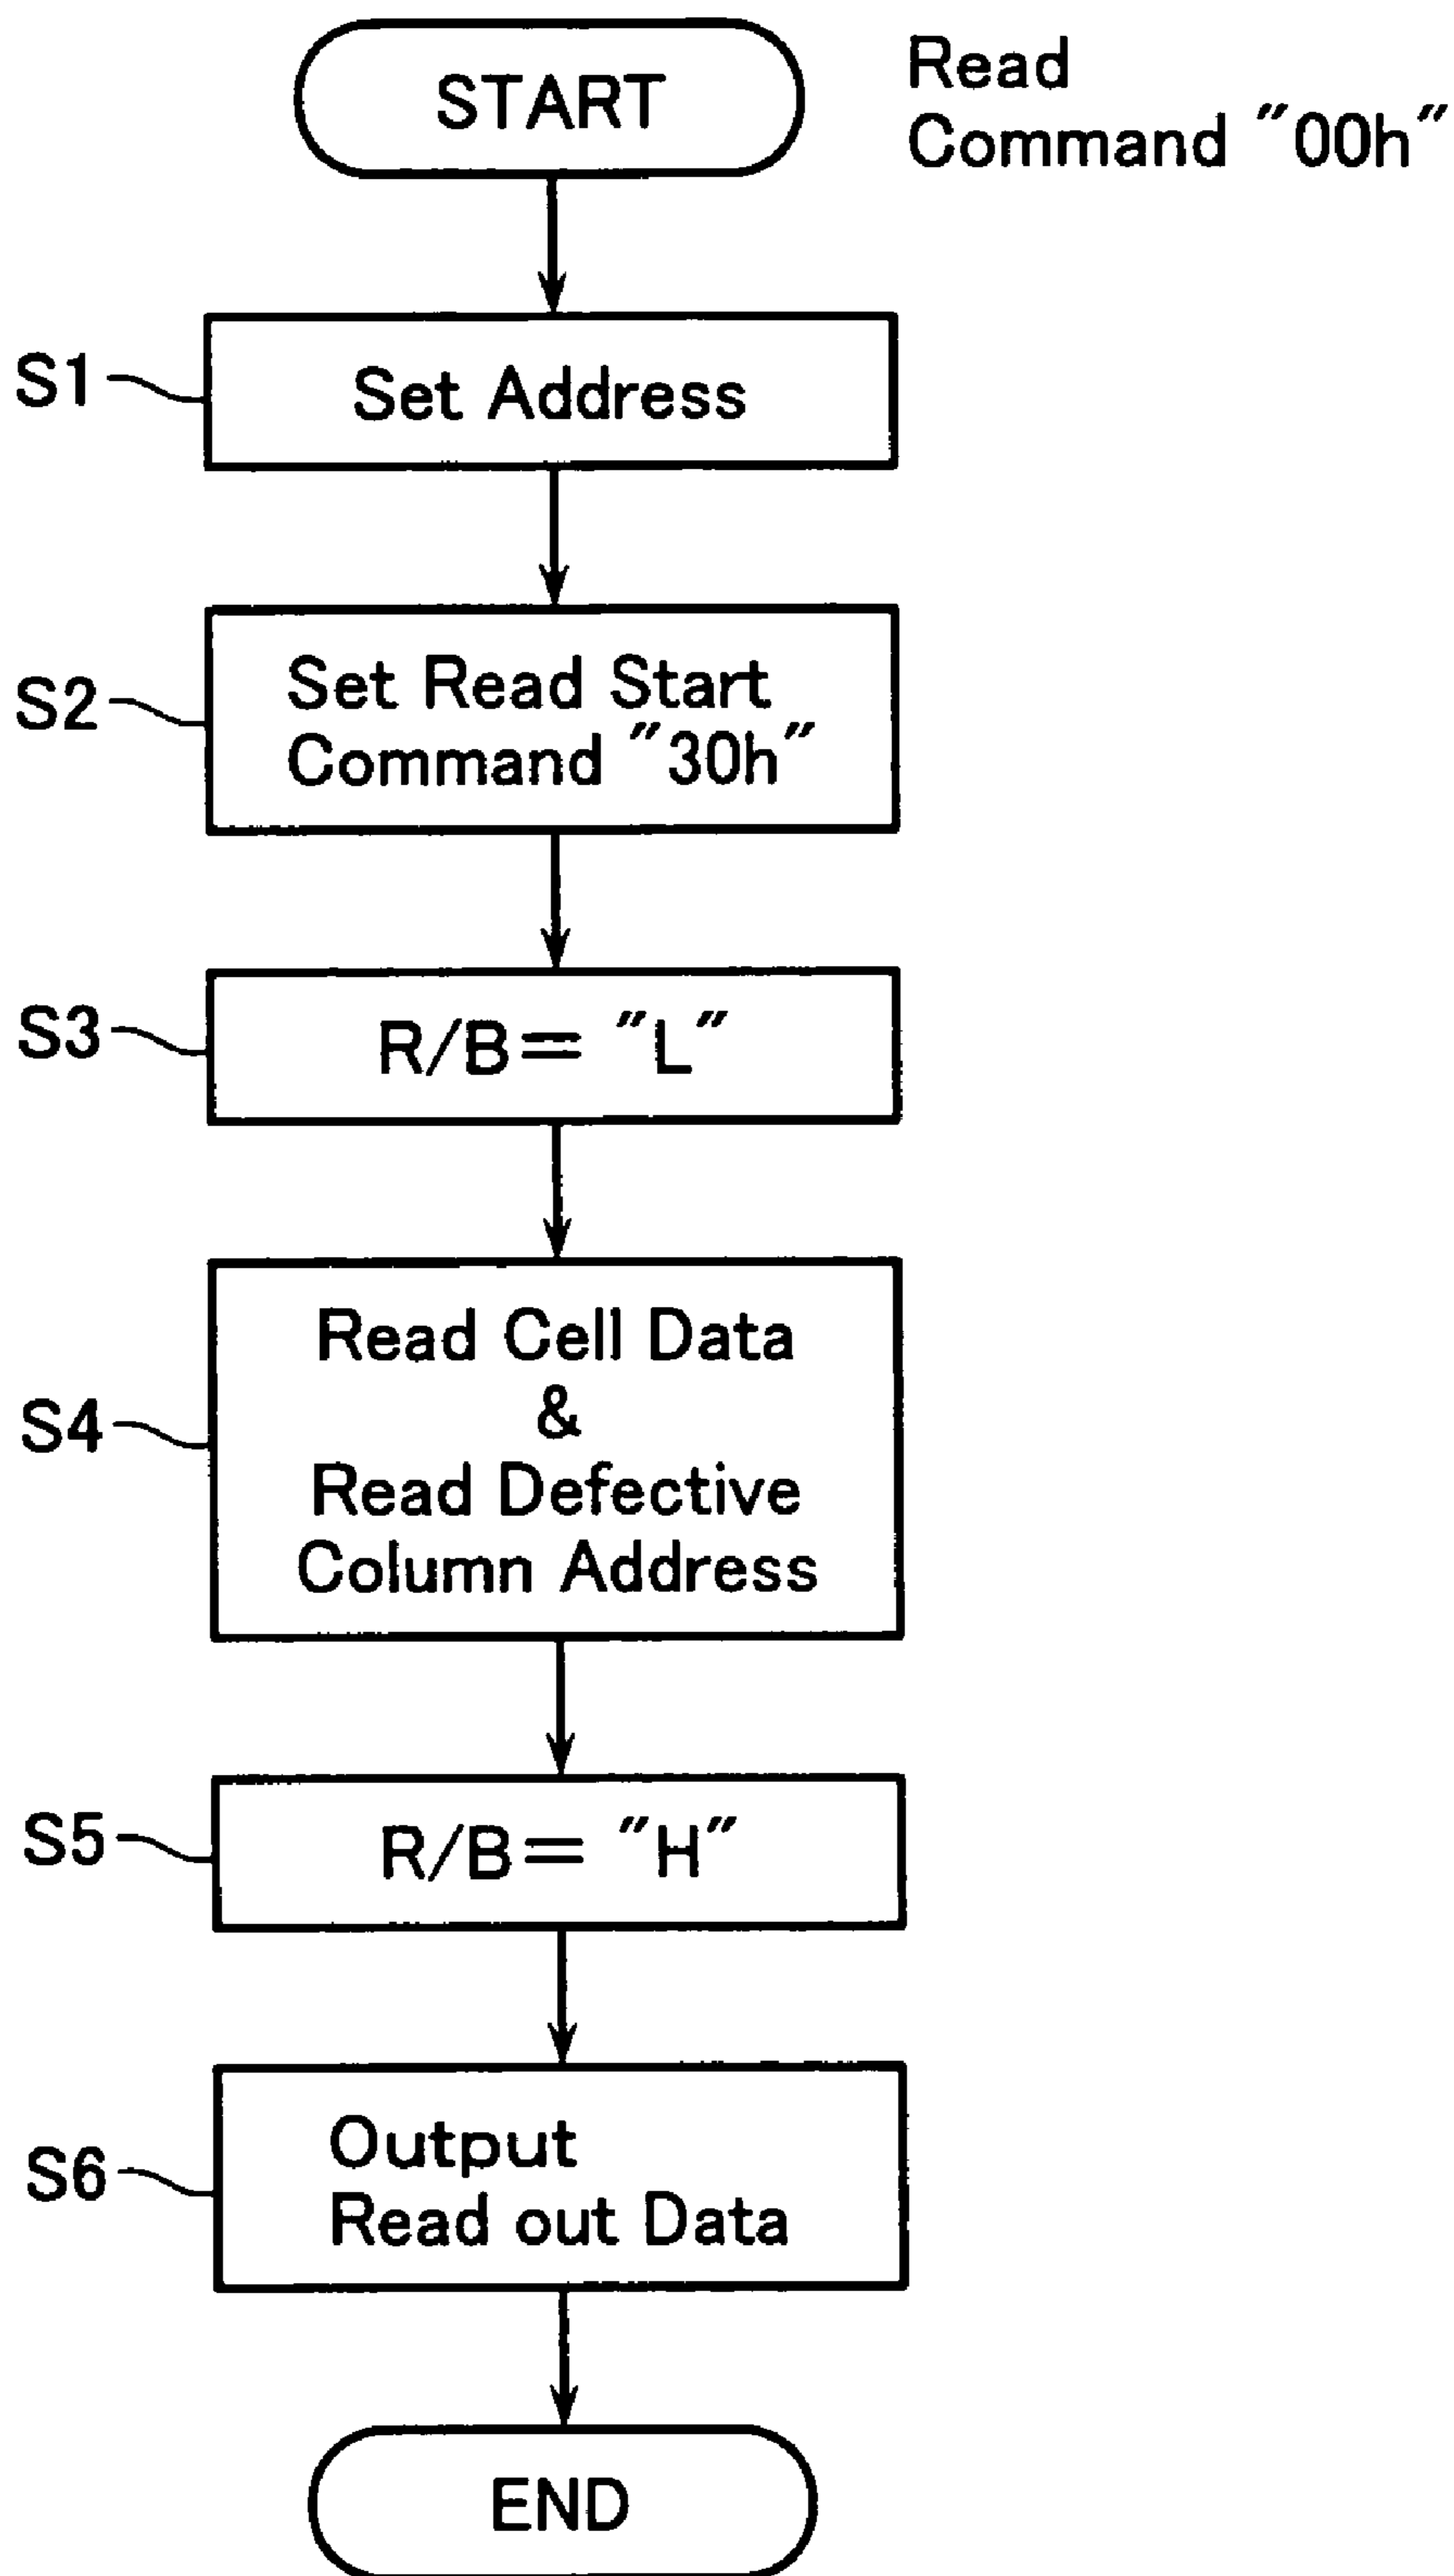 START
Read
Command "00h"
S1
Set Address
S2
Set Read Start
Command "30h"
S3
R/B= "L"
S4
Read Cell Data
&
Read Defective
Column Address
S5
R/B= "H"
S6
Output
Read out Data
END